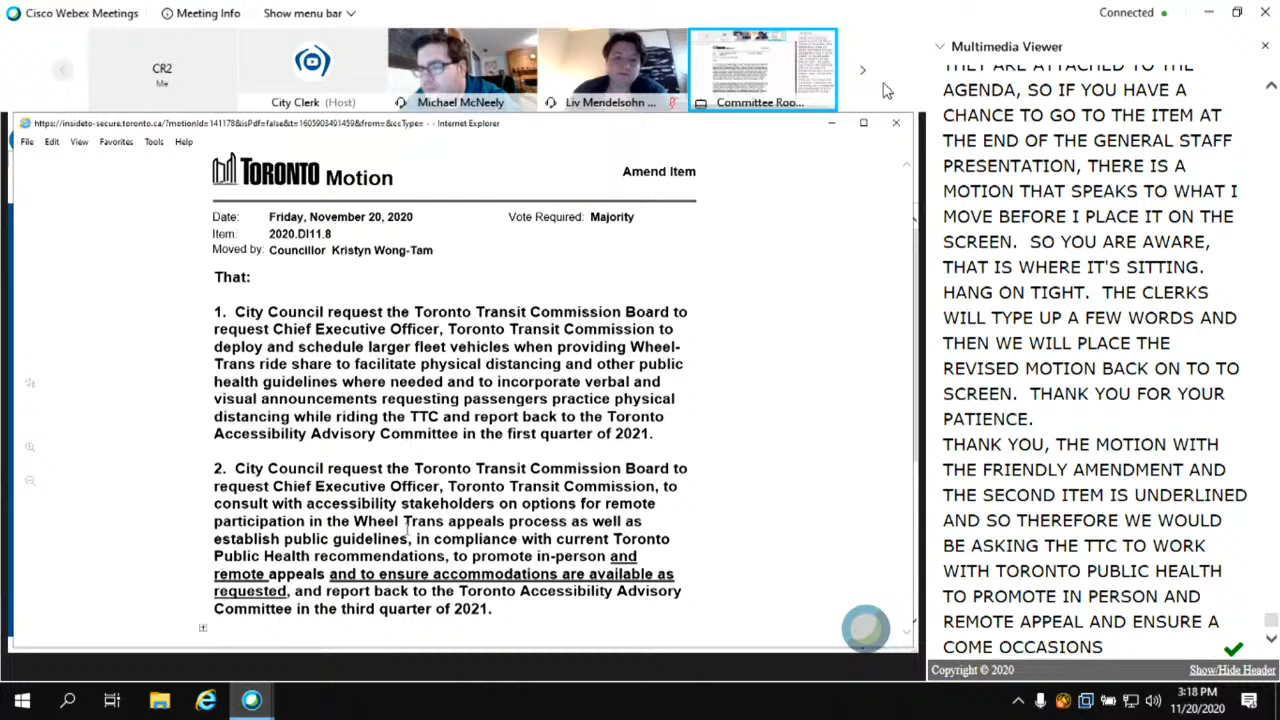 Cisco Webex Meetings
Meeting Info
Show menu bar
Connected
CR2
Me
City Clerk (Host)
Michael McNeely
Liv Mendelsohn ...
Committee Roo...
https://insideto-secure.toronto.ca/?motionId=141178&isPdf=false&t=1605903491459&from=&ccType= - - Internet Explorer
File Edit View Favorites Tools Help
TORONTO Motion
Amend Item
Date: Friday, November 20, 2020
Vote Required: Majority
Item: 2020.DI11.8
Moved by: Councillor Kristyn Wong-Tam
That:
1. City Council request the Toronto Transit Commission Board to
request Chief Executive Officer, Toronto Transit Commission to
deploy and schedule larger fleet vehicles when providing Wheel-
Trans ride share to facilitate physical distancing and other public
health guidelines where needed and to incorporate verbal and
visual announcements requesting passengers practice physical
distancing while riding the TTC and report back to the Toronto
Accessibility Advisory Committee in the first quarter of 2021.
2. City Council request the Toronto Transit Commission Board to
request Chief Executive Officer, Toronto Transit Commission, to
consult with accessibility stakeholders on options for remote
participation in the Wheel Trans appeals process as well as
establish public guidelines, in compliance with current Toronto
Public Health recommendations, to promote in-person and
remote appeals and to ensure accommodations are available as
requested, and report back to the Toronto Accessibility Advisory
Committee in the third quarter of 2021.
Multimedia Viewer
THEY ARE ATTACHED TO THE
AGENDA, SO IF YOU HAVE A
CHANCE TO GO TO THE ITEM AT
THE END OF THE GENERAL STAFF
PRESENTATION, THERE IS A
MOTION THAT SPEAKS TO WHAT I
MOVE BEFORE I PLACE IT ON THE
SCREEN. SO YOU ARE AWARE,
THAT IS WHERE IT'S SITTING.
HANG ON TIGHT. THE CLERKS
WILL TYPE UP A FEW WORDS AND
THEN WE WILL PLACE THE
REVISED MOTION BACK ON TO TO
SCREEN. THANK YOU FOR YOUR
PATIENCE.
THANK YOU, THE MOTION WITH
THE FRIENDLY AMENDMENT AND
THE SECOND ITEM IS UNDERLINED
AND SO THEREFORE WE WOULD
BE ASKING THE TTC TO WORK
WITH TORONTO PUBLIC HEALTH
TO PROMOTE IN PERSON AND
REMOTE APPEAL AND ENSURE A
COME OCCASIONS
Copyright © 2020
Show/Hide Header
3:18 PM
11/20/2020